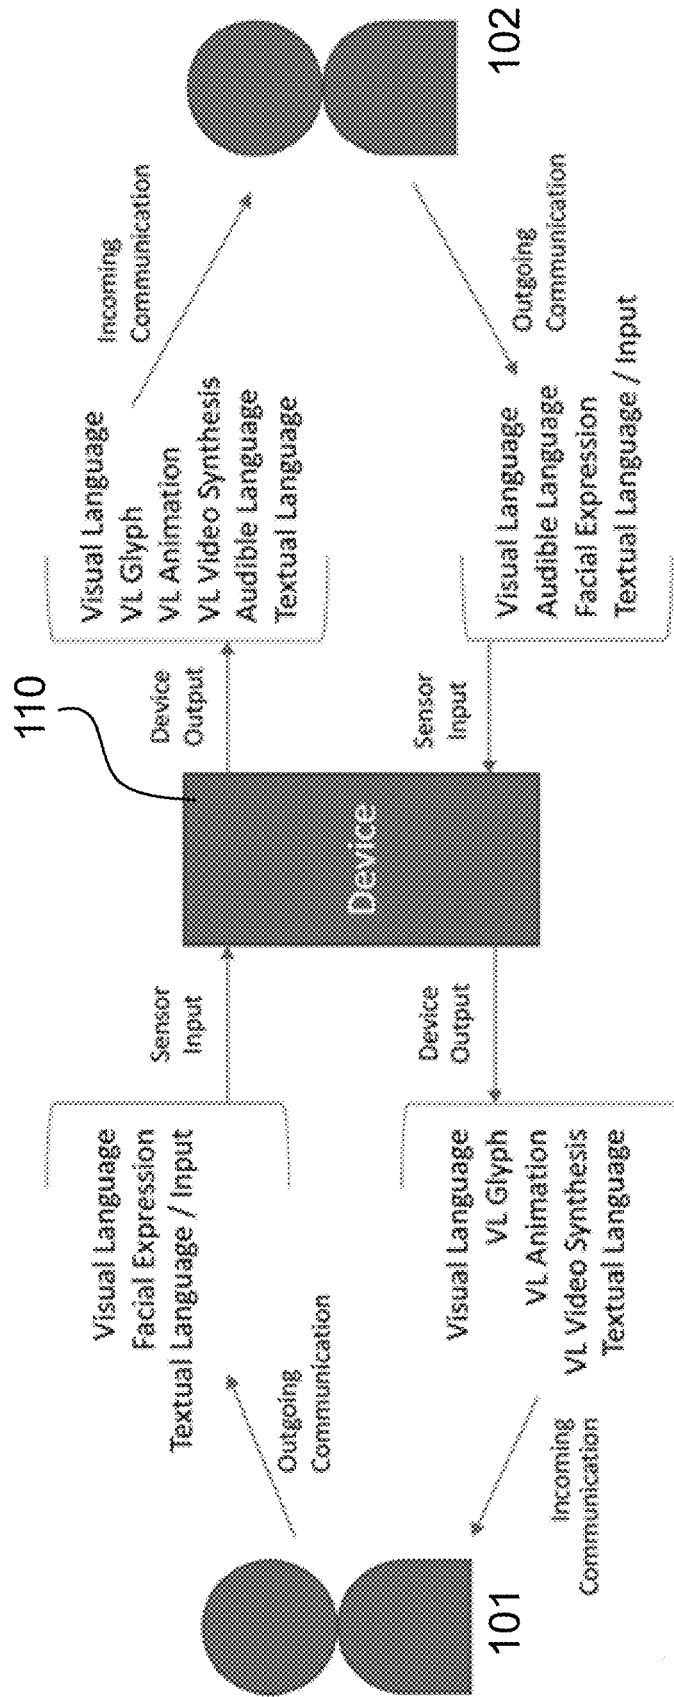 110
Visual Language
Facial Expression
Textual Language / Input
Sensor
Input
Device
Output
Visual Language
VL Glyph
VL Animation
VL Video Synthesis
Audible Language
Textual Language
Incoming
Communication
Outgoing
Communication
Device
101
102
Incoming
Communication
Visual Language
VL Glyph
VL Animation
VL Video Synthesis
Textual Language
Device
Output
Sensor
Input
Visual Language
Audible Language
Facial Expression
Textual Language / Input
Outgoing
Communication